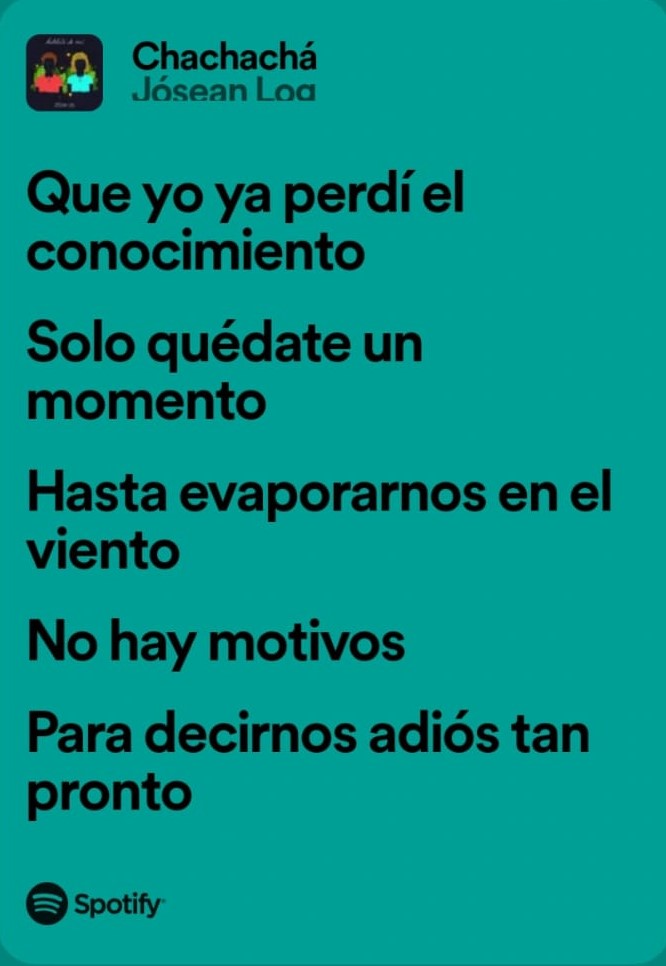 Chachachá
Jósean Log
Que yo ya perdí el
conocimiento
Solo quédate un
momento
Hasta evaporarnos en el
viento
No hay motivos
Para decirnos adiós tan
pronto
Spotify